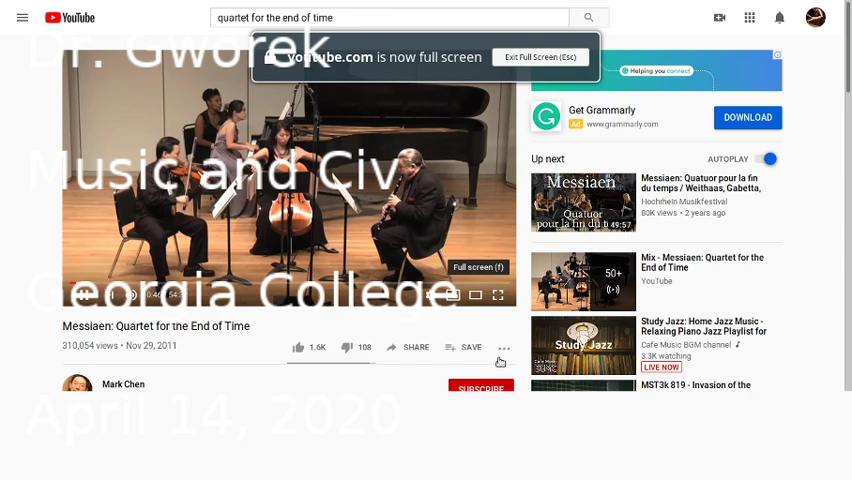 YouTube
quartet for the end of time
Dr. Gworek
youtube.com is now full screen
Exit Full Screen (Esc)
Helping you connect
Get Grammarly
Ad www.grammarly.com
DOWNLOAD
Up next
AUTOPLAY
Music and Civ
Messiaen
Quatuor
pour la fin du t
49:57
Messiaen: Quatuor pour la fin
du temps / Weithaas, Gabetta,
Hochrhein Musikfestival
80K views • 2 years ago
50+
Mix - Messiaen: Quartet for the
End of Time
YouTube
Full screen (f)
Georgia College
Messiaen: Quartet for the End of Time
310,054 views • Nov 29, 2011
1.6K
108
SHARE
SAVE
Study Jazz
Study Jazz: Home Jazz Music -
Relaxing Piano Jazz Playlist for
Cafe Music BGM channel
3.3K watching
LIVE NOW
Mark Chen
SUBSCRIBE
MST3k 819 - Invasion of the
April 14, 2020